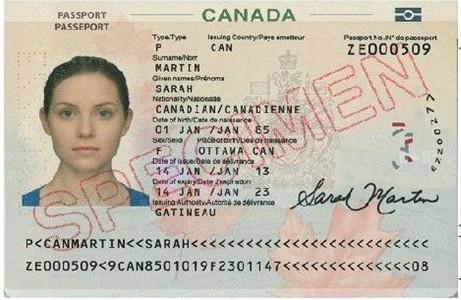 PASSPORT
PASSEPORT
CANADA
Type/Type Issuing Country/Pays émetteur Passport No./Nº de passeport
P CAN ZE000509
Surname/Nom
MARTIN
Given names/Prénoms
SARAH
Nationality/Nationalité
CANADIAN/CANADIENNE
Date of birth/Date de naissance
01 JAN /JAN 85
Sex/Sexe Place of birth/Lieu de naissance
F OTTAWA CAN
Date of issue/Date de délivrance
14 JAN /JAN 13
Date of expiry/Date d'expiration
14 JAN /JAN 23
Issuing Authority/Autorité de délivrance
GATINEAU
Sarah Martin
SPECIMEN
CAN
P<CANMARTIN<<SARAH<<<<<<<<<<<<<<<<<<<<<<<<<<
ZE000509<9CAN8501019F2301147<<<<<<<<<<<<<<08